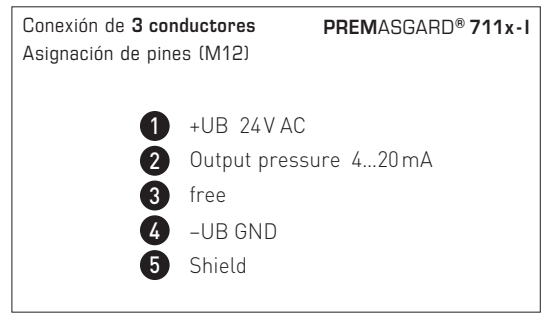 Conexión de 3 conductores PREMASGARD® 711x-I
Asignación de pines (M12)
1 +UB 24V AC
2 Output pressure 4...20 mA
3 free
4 –UB GND
5 Shield